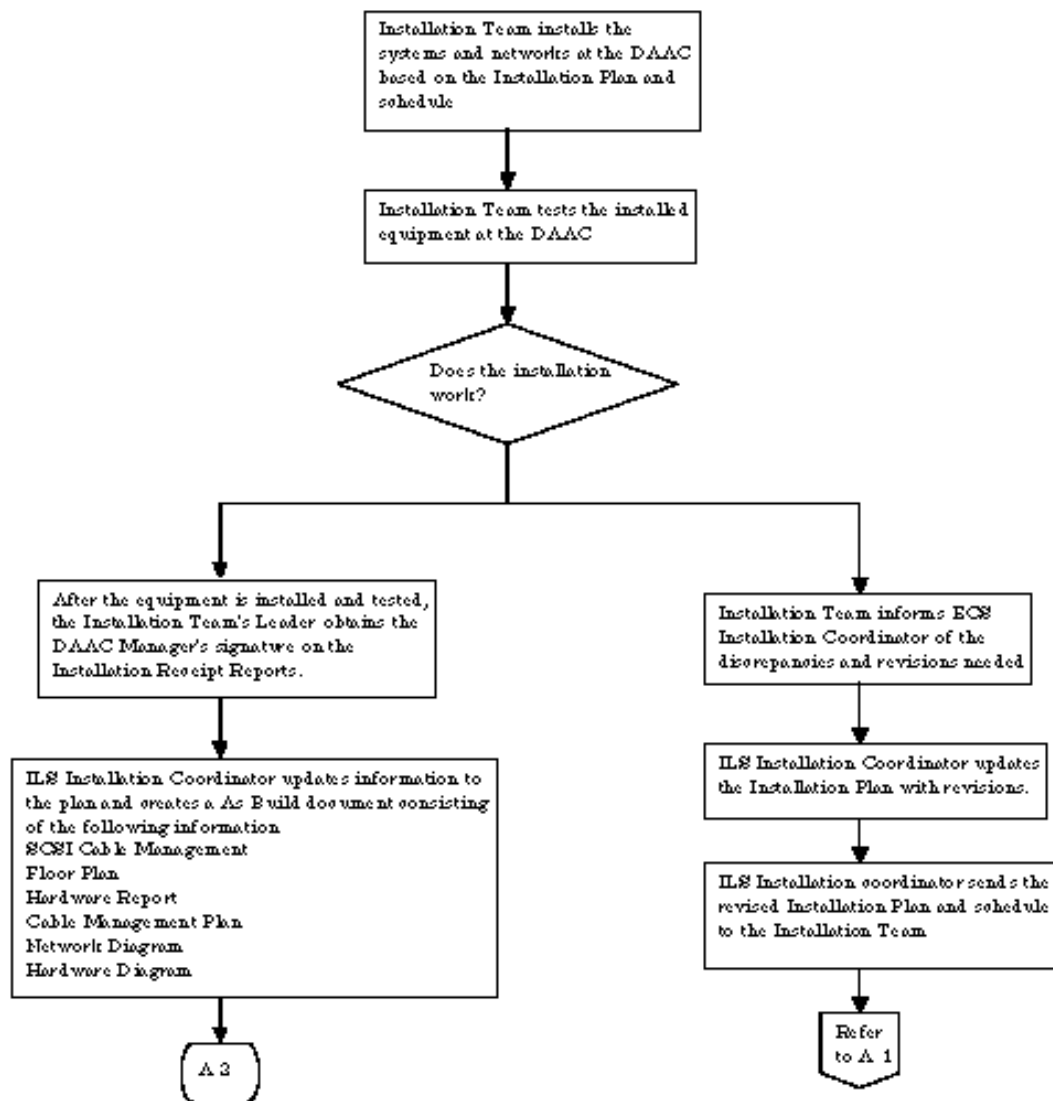 Installation Team installs the
systems and networks at the DAAC
based on the Installation Plan and
schedule
Installation Team tests the installed
equipment at the DAAC
Does the installation
work?
After the equipment is installed and tested,
the Installation Team's Leader obtains the
DAAC Manager's signature on the
Installation Receipt Reports.
ILS Installation Coordinator updates information to
the plan and creates a As Build document consisting
of the following information
SCSI Cable Management
Floor Plan
Hardware Report
Cable Management Plan
Network Diagram
Hardware Diagram
A 3
Installation Team informs ECS
Installation Coordinator of the
discrepancies and revisions needed
ILS Installation Coordinator updates
the Installation Plan with revisions.
ILS Installation coordinator sends the
revised Installation Plan and schedule
to the Installation Team
Refer
to A 1